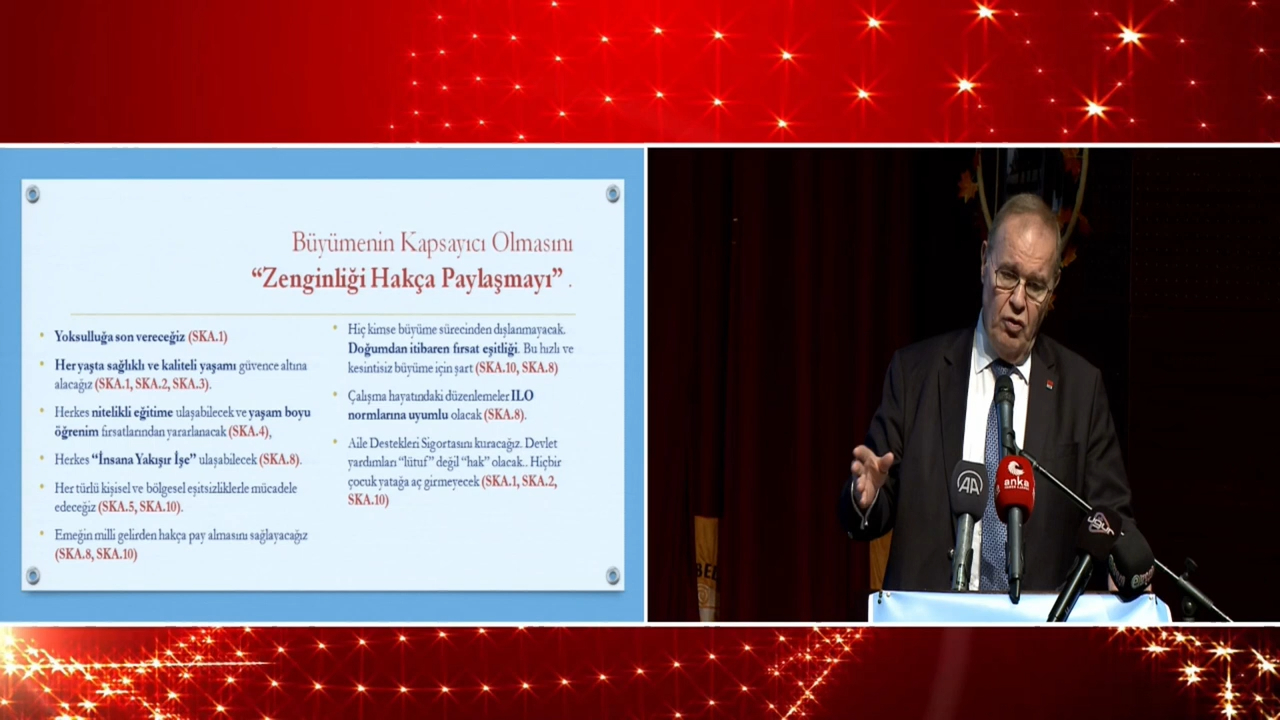 Büyümenin Kapsayıcı Olmasını
“Zenginliği Hakça Paylaşmayı” .
Yoksulluğa son vereceğiz (SKA.1)
Her yaşta sağlıklı ve kaliteli yaşamı güvence altına
alacağız (SKA.1, SKA.2, SKA.3).
Herkes nitelikli eğitime ulaşabilecek ve yaşam boyu
öğrenim fırsatlarından yararlanacak (SKA.4),
Herkes “İnsana Yakışır İşe” ulaşabilecek (SKA.8).
Her türlü kişisel ve bölgesel eşitsizliklerle mücadele
edeceğiz (SKA.5, SKA.10).
Emeğin milli gelirden hakça pay almasını sağlayacağız
(SKA.8, SKA.10)
Hiç kimse büyüme sürecinden dışlanmayacak.
Doğumdan itibaren fırsat eşitliği. Bu hızlı ve
kesintisiz büyüme için şart (SKA.10, SKA.8)
Çalışma hayatındaki düzenlemeler ILO
normlarına uyumlu olacak (SKA.8).
Aile Destekleri Sigortasını kuracağız. Devlet
yardımları “lütuf” değil “hak” olacak.. Hiçbir
çocuk yatağa aç girmeyecek (SKA.1, SKA.2,
SKA.10)
AA
anka